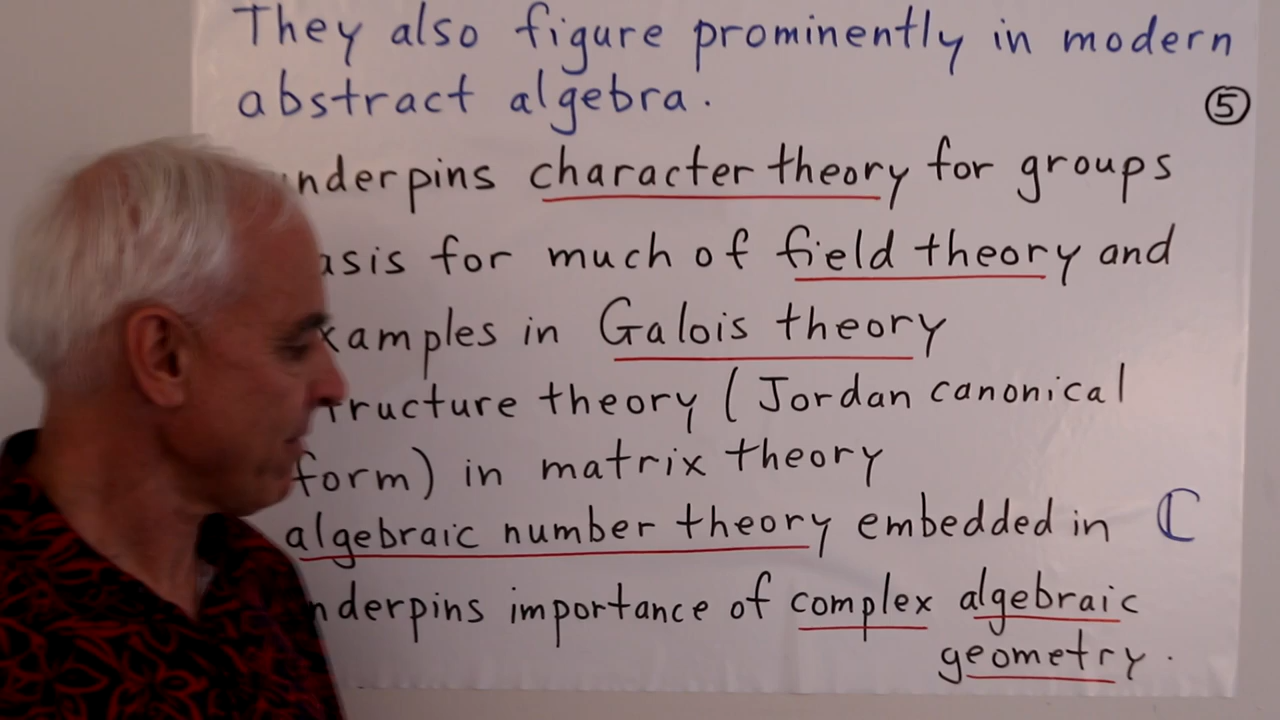 They also figure prominently in modern
abstract algebra.
⑤
nderpins character theory for groups
asis for much of field theory and
xamples in Galois theory
tructure theory (Jordan canonical
form) in matrix theory
algebraic number theory embedded in ℂ
nderpins importance of complex algebraic
geometry.